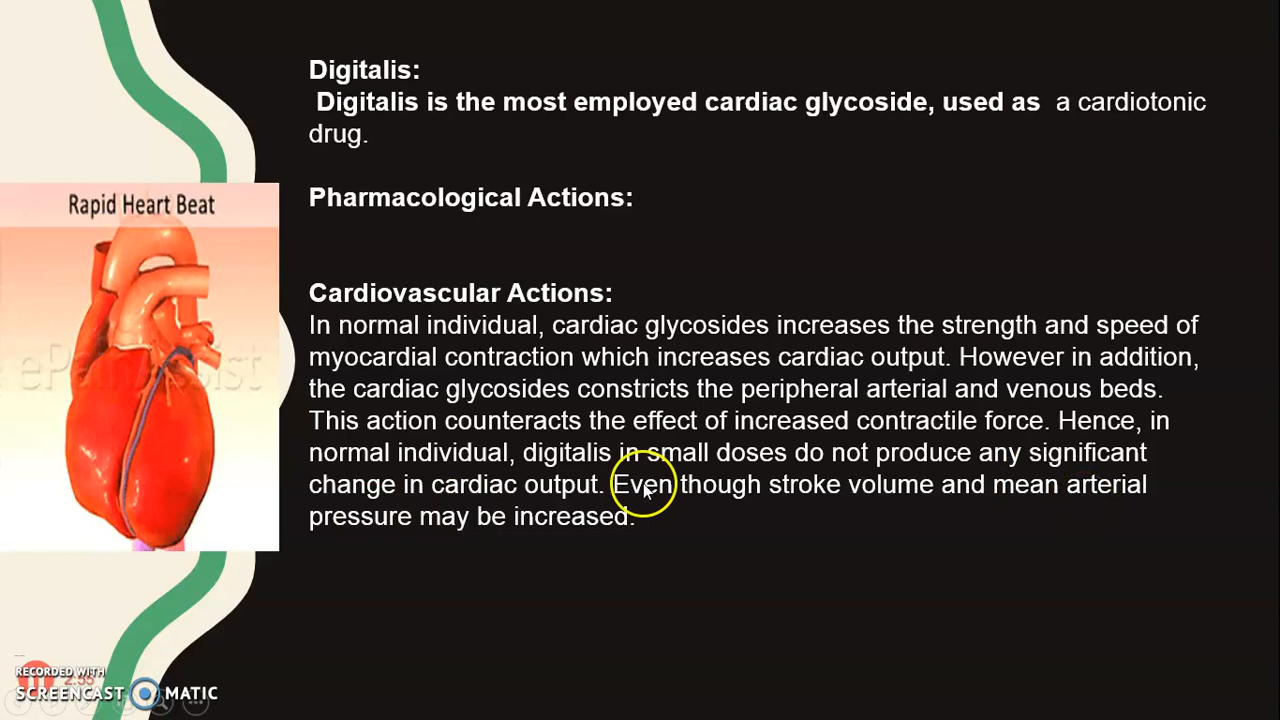 Digitalis:
Digitalis is the most employed cardiac glycoside, used as a cardiotonic
drug.
Pharmacological Actions:
Rapid Heart Beat
Cardiovascular Actions:
In normal individual, cardiac glycosides increases the strength and speed of
myocardial contraction which increases cardiac output. However in addition,
the cardiac glycosides constricts the peripheral arterial and venous beds.
This action counteracts the effect of increased contractile force. Hence, in
normal individual, digitalis in small doses do not produce any significant
change in cardiac output. Even though stroke volume and mean arterial
pressure may be increased.
ePainAssist
RECORDED WITH
2:55
SCREENCAST MATIC